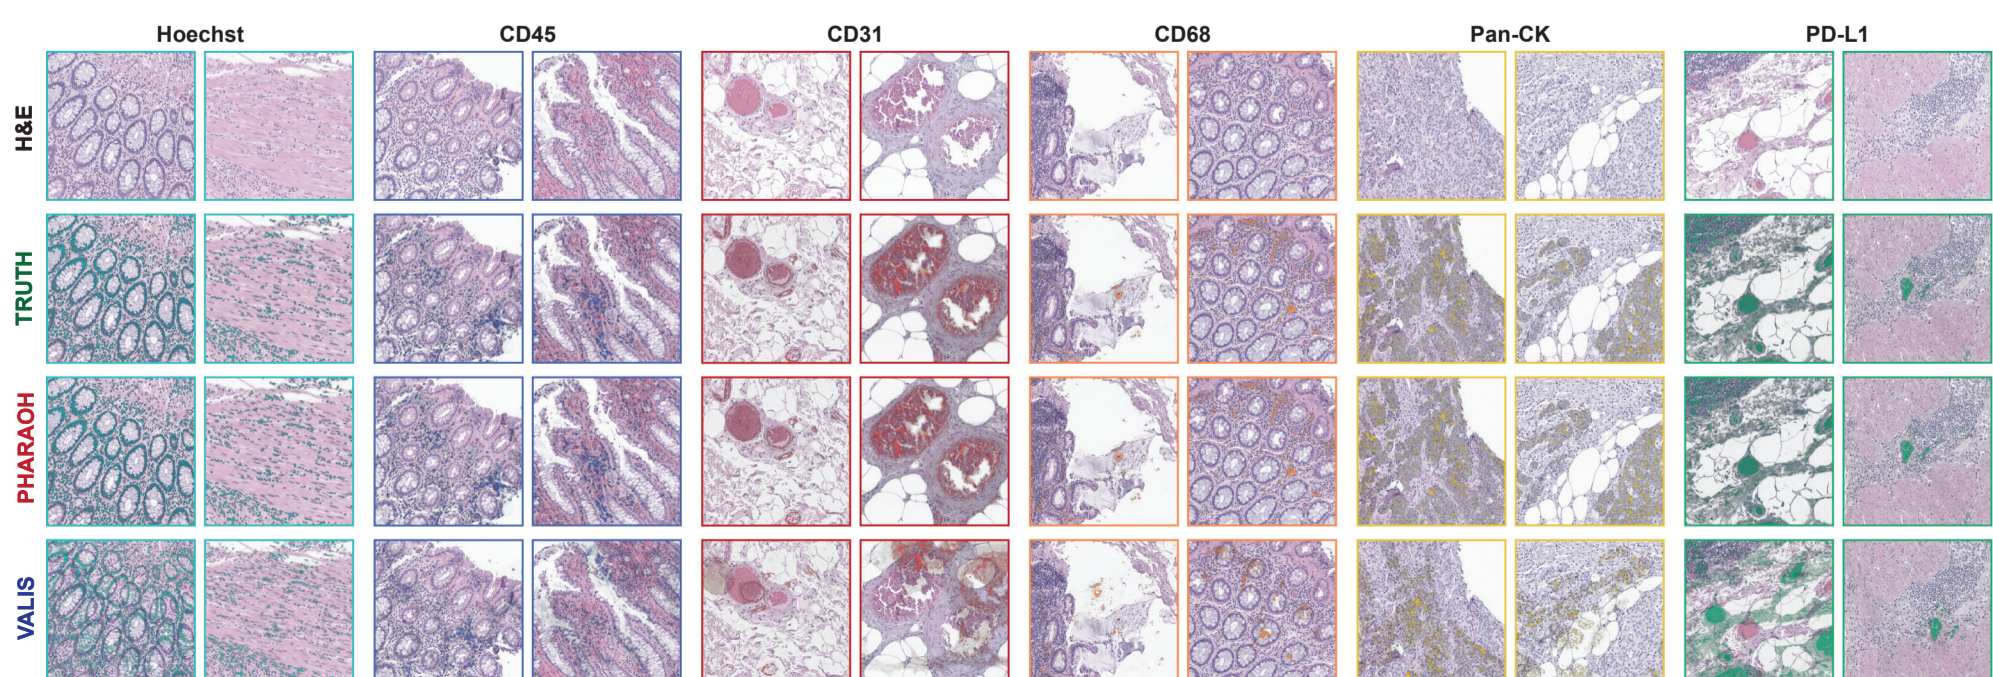 Hoechst CD45 CD31 CD68 Pan-CK PD-L1
H&E
TRUTH
PHARAOH
VALIS